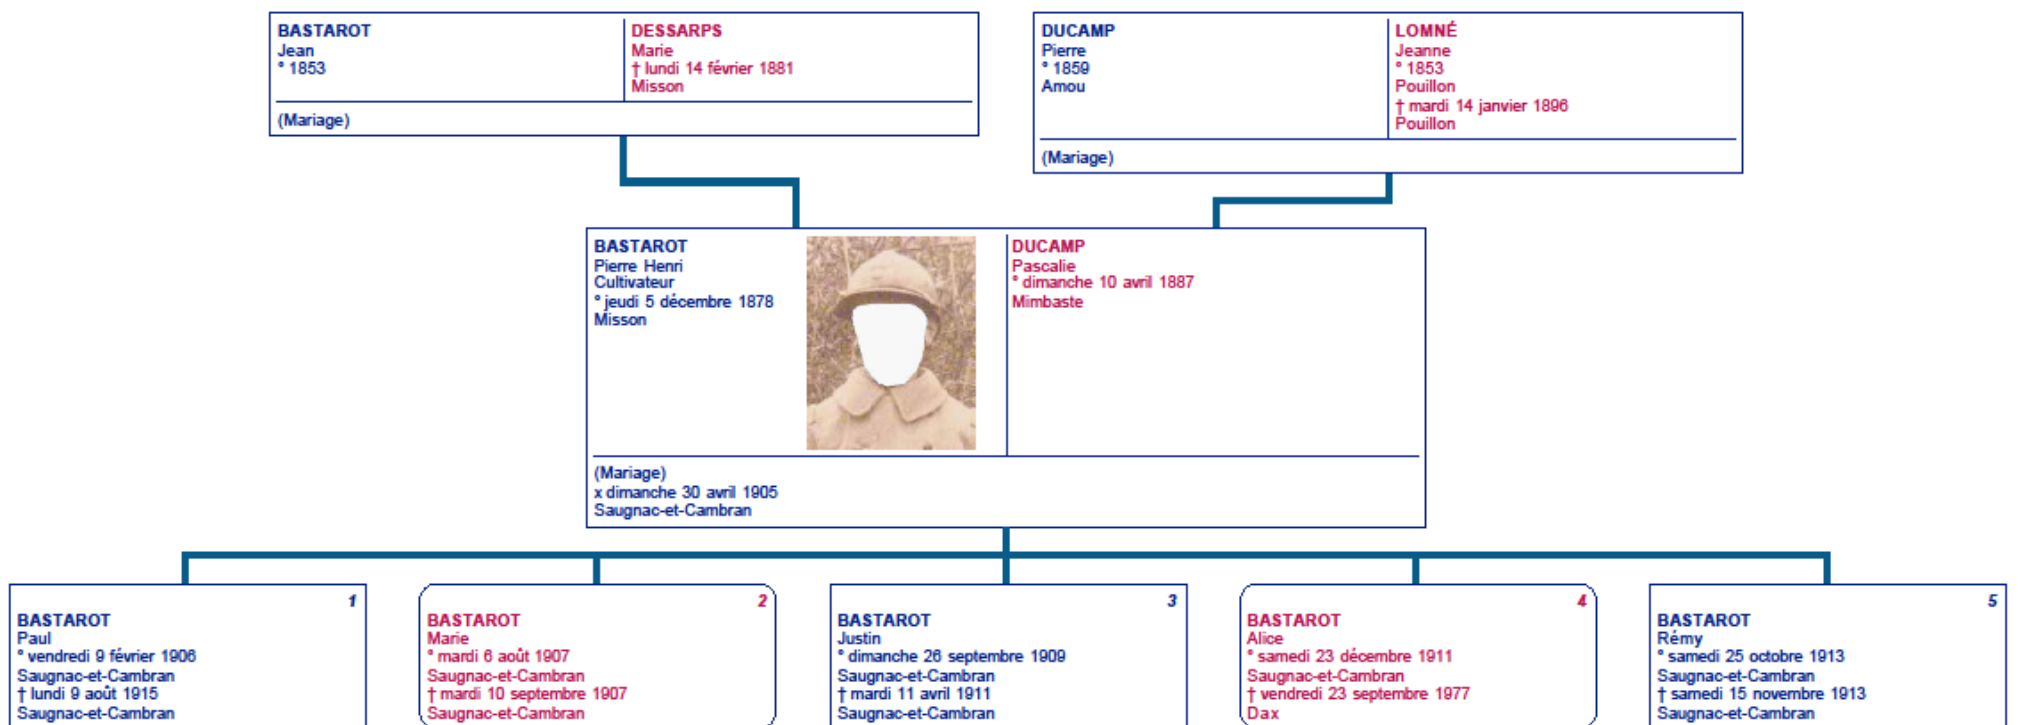 BASTAROT
Jean
° 1853
DESSARPS
Marie
† lundi 14 février 1881
Misson
(Mariage)
DUCAMP
Pierre
° 1859
Amou
LOMNÉ
Jeanne
° 1853
Pouillon
† mardi 14 janvier 1896
Pouillon
(Mariage)
BASTAROT
Pierre Henri
Cultivateur
° jeudi 5 décembre 1878
Misson
DUCAMP
Pascalie
° dimanche 10 avril 1887
Mimbaste
(Mariage)
x dimanche 30 avril 1905
Saugnac-et-Cambran
1
BASTAROT
Paul
° vendredi 9 février 1906
Saugnac-et-Cambran
† lundi 9 août 1915
Saugnac-et-Cambran
2
BASTAROT
Marie
° mardi 6 août 1907
Saugnac-et-Cambran
† mardi 10 septembre 1907
Saugnac-et-Cambran
3
BASTAROT
Justin
° dimanche 26 septembre 1909
Saugnac-et-Cambran
† mardi 11 avril 1911
Saugnac-et-Cambran
4
BASTAROT
Alice
° samedi 23 décembre 1911
Saugnac-et-Cambran
† vendredi 23 septembre 1977
Dax
5
BASTAROT
Rémy
° samedi 25 octobre 1913
Saugnac-et-Cambran
† samedi 15 novembre 1913
Saugnac-et-Cambran